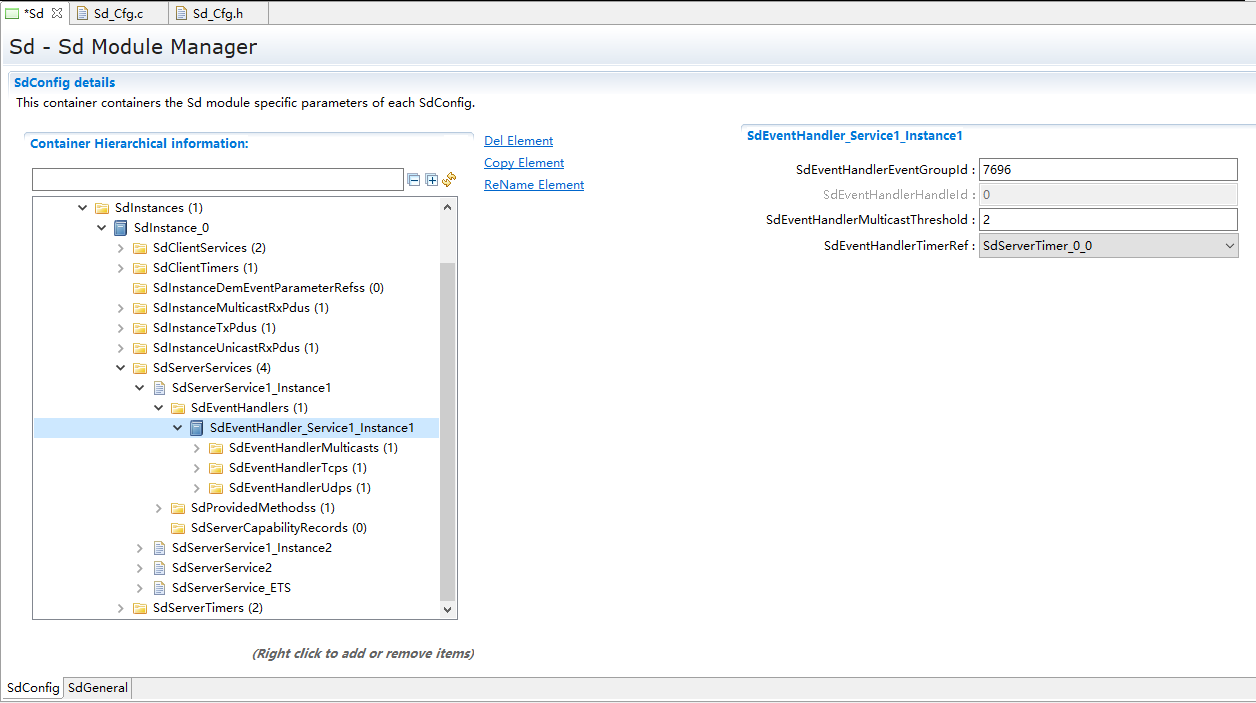 *Sd
Sd_Cfg.c
Sd_Cfg.h
Sd - Sd Module Manager
SdConfig details
This container containers the Sd module specific parameters of each SdConfig.
Container Hierarchical information:
Del Element
Copy Element
ReName Element
SdInstances (1)
SdInstance_0
SdClientServices (2)
SdClientTimers (1)
SdInstanceDemEventParameterRefss (0)
SdInstanceMulticastRxPdus (1)
SdInstanceTxPdus (1)
SdInstanceUnicastRxPdus (1)
SdServerServices (4)
SdServerService1_Instance1
SdEventHandlers (1)
SdEventHandler_Service1_Instance1
SdEventHandlerMulticasts (1)
SdEventHandlerTcps (1)
SdEventHandlerUdps (1)
SdProvidedMethodss (1)
SdServerCapabilityRecords (0)
SdServerService1_Instance2
SdServerService2
SdServerService_ETS
SdServerTimers (2)
(Right click to add or remove items)
SdEventHandler_Service1_Instance1
SdEventHandlerEventGroupId : 7696
SdEventHandlerHandleId : 0
SdEventHandlerMulticastThreshold : 2
SdEventHandlerTimerRef : SdServerTimer_0_0
SdConfig
SdGeneral